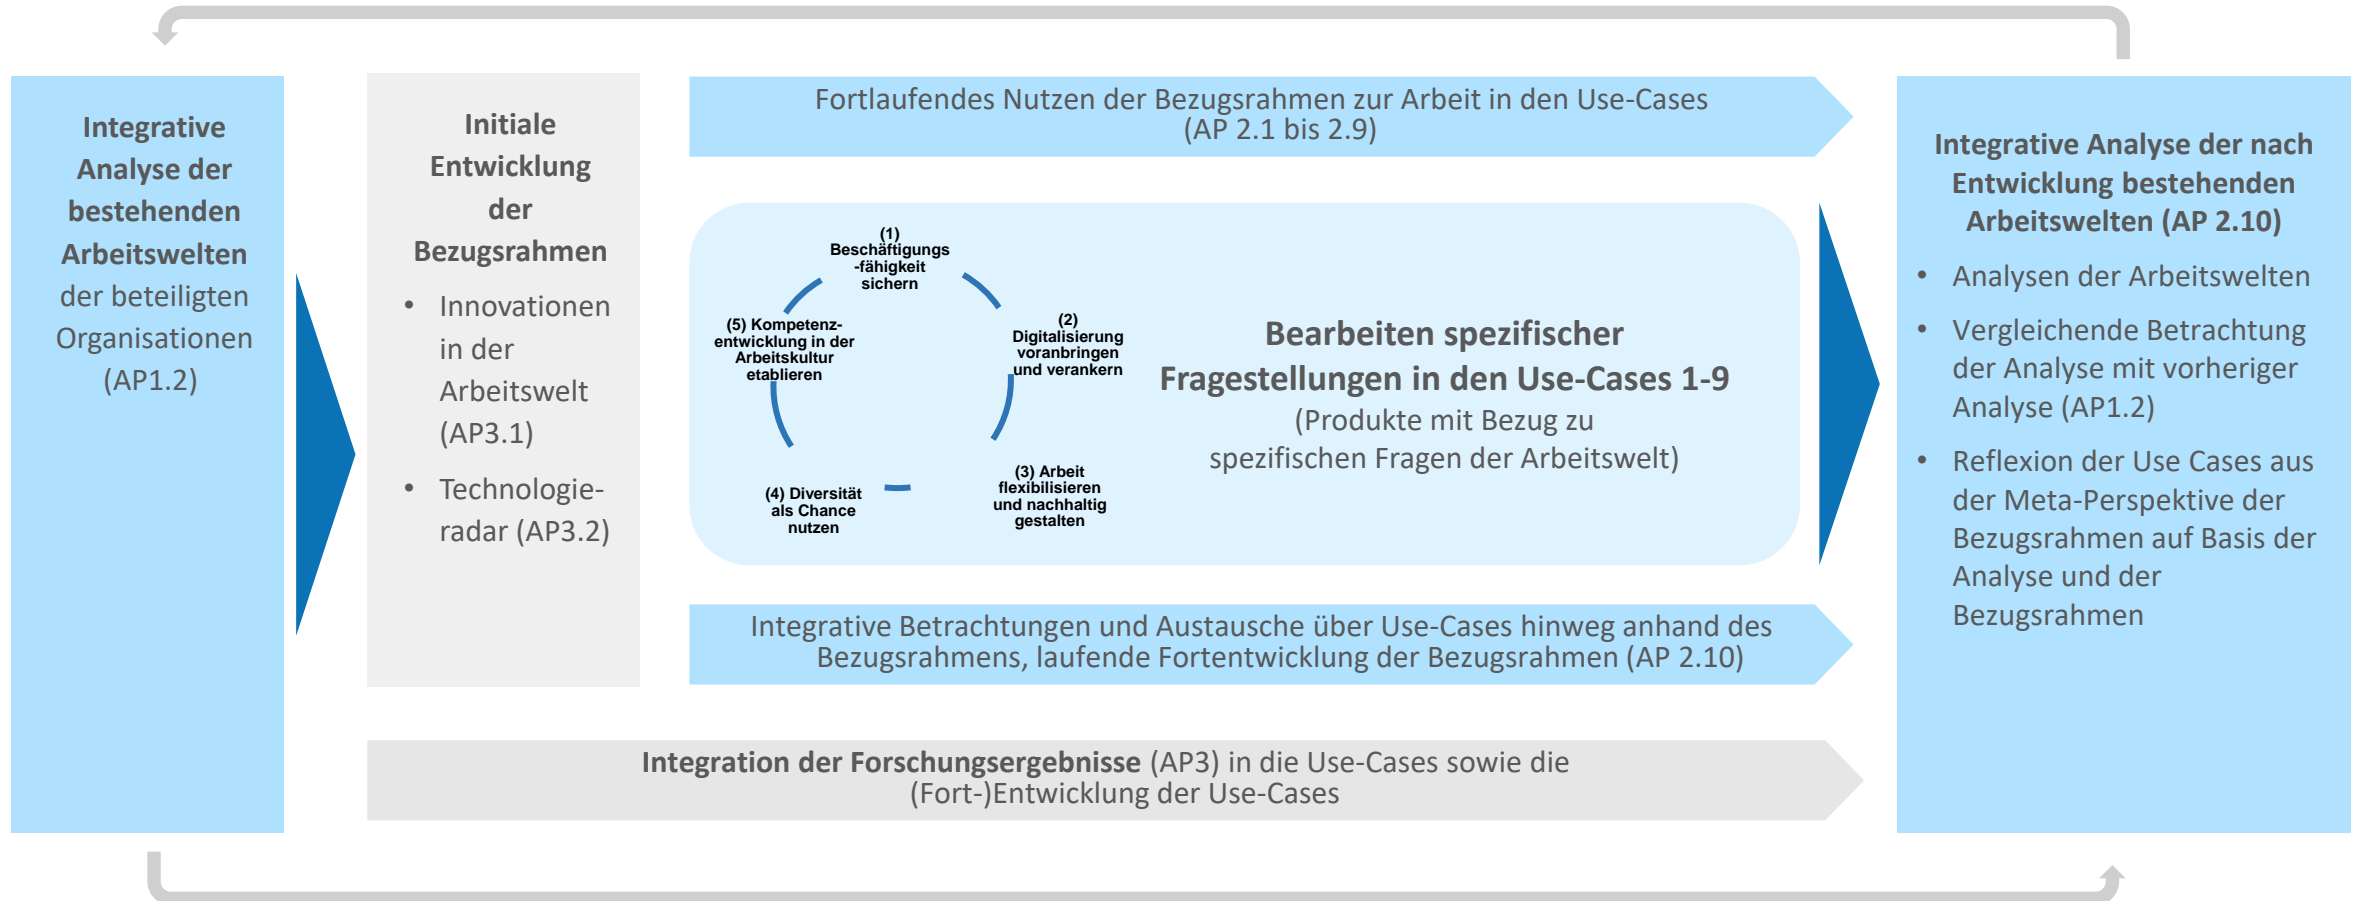 Integrative
Analyse der
bestehenden
Arbeitswelten
der beteiligten
Organisationen
(AP1.2)
Initiale
Entwicklung
der
Bezugsrahmen
• Innovationen
in der
Arbeitswelt
(AP3.1)
• Technologie-
radar (AP3.2)
Fortlaufendes Nutzen der Bezugsrahmen zur Arbeit in den Use-Cases
(AP 2.1 bis 2.9)
(1)
Beschäftigungs
-fähigkeit
sichern
(2)
Digitalisierung
voranbringen
und verankern
(3) Arbeit
flexibilisieren
und nachhaltig
gestalten
(4) Diversität
als Chance
nutzen
(5) Kompetenz-
entwicklung in der
Arbeitskultur
etablieren
Bearbeiten spezifischer
Fragestellungen in den Use-Cases 1-9
(Produkte mit Bezug zu
spezifischen Fragen der Arbeitswelt)
Integrative Betrachtungen und Austausche über Use-Cases hinweg anhand des
Bezugsrahmens, laufende Fortentwicklung der Bezugsrahmen (AP 2.10)
Integration der Forschungsergebnisse (AP3) in die Use-Cases sowie die
(Fort-)Entwicklung der Use-Cases
Integrative Analyse der nach
Entwicklung bestehenden
Arbeitswelten (AP 2.10)
• Analysen der Arbeitswelten
• Vergleichende Betrachtung
der Analyse mit vorheriger
Analyse (AP1.2)
• Reflexion der Use Cases aus
der Meta-Perspektive der
Bezugsrahmen auf Basis der
Analyse und der
Bezugsrahmen